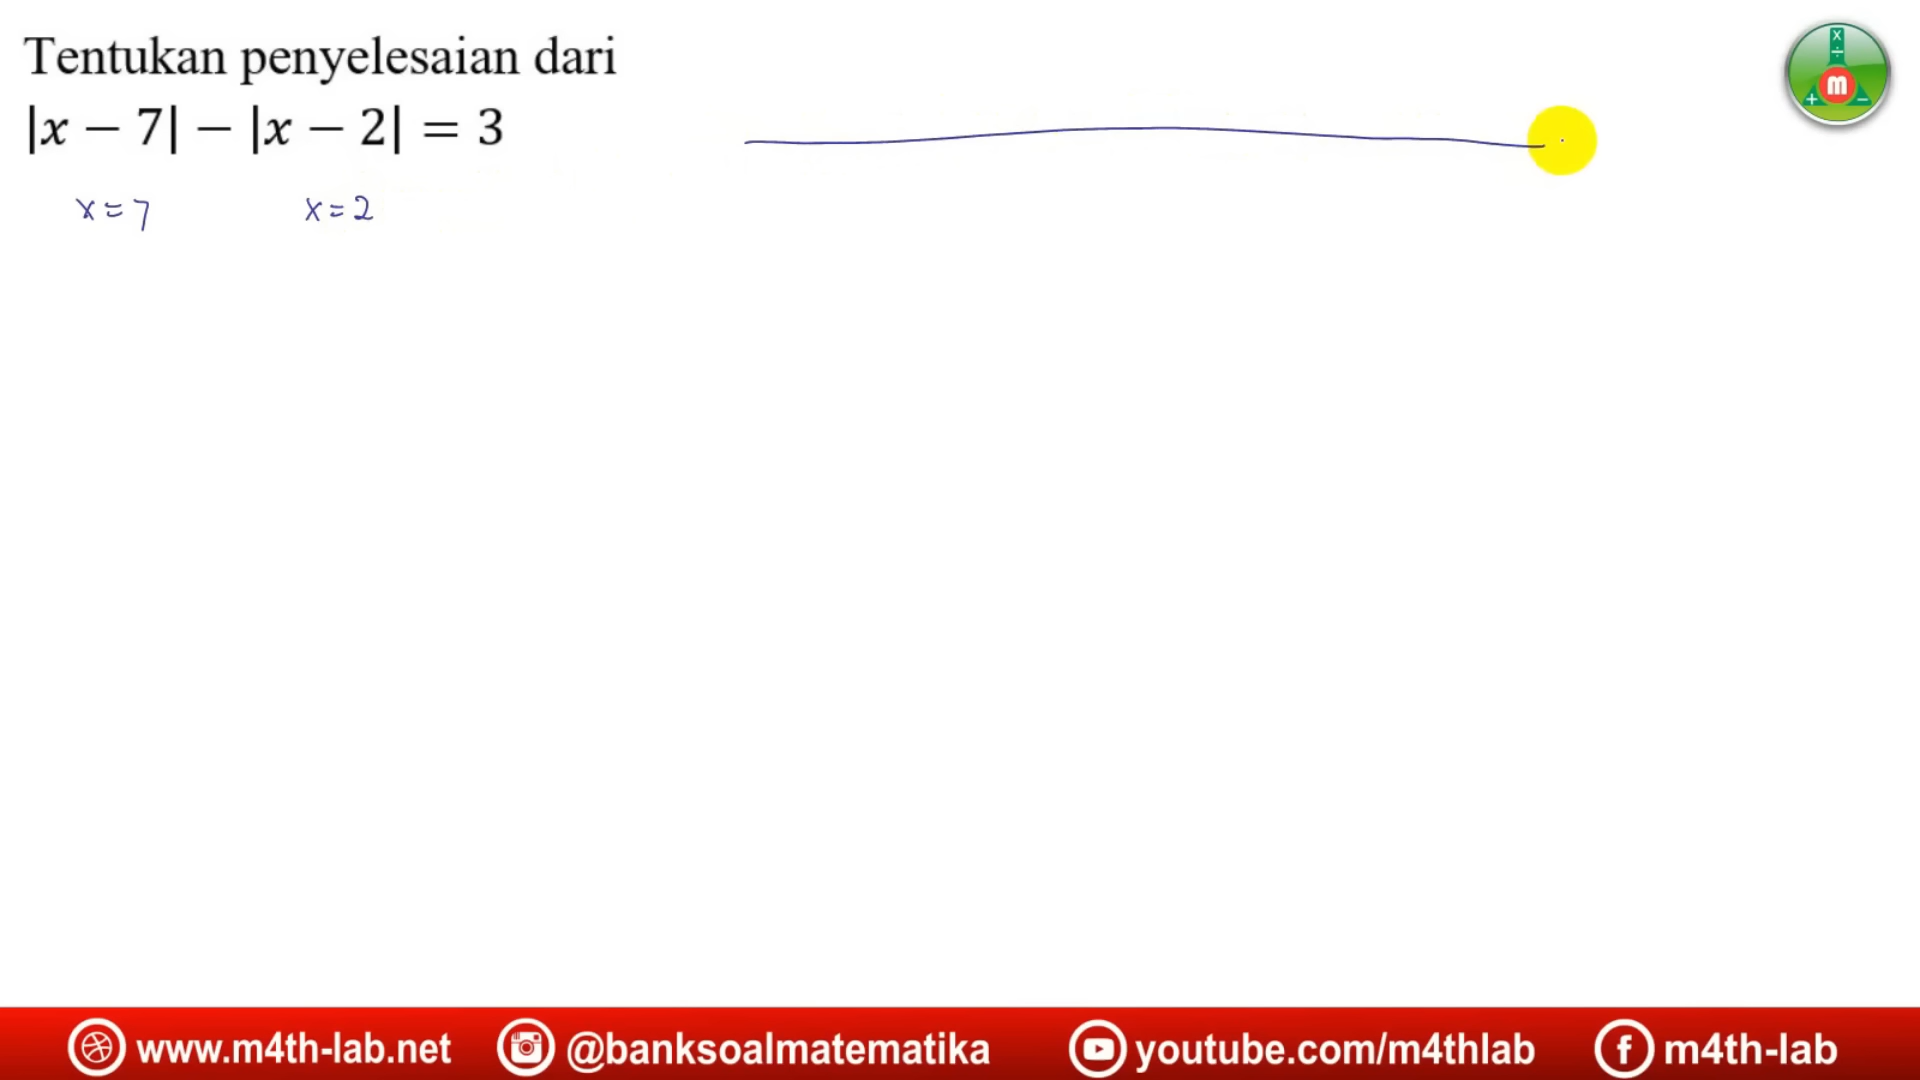 Tentukan penyelesaian dari
|x − 7| − |x − 2| = 3
x = 7 x = 2
x ÷ m + −
www.m4th-lab.net @banksoalmatematika youtube.com/m4thlab f m4th-lab